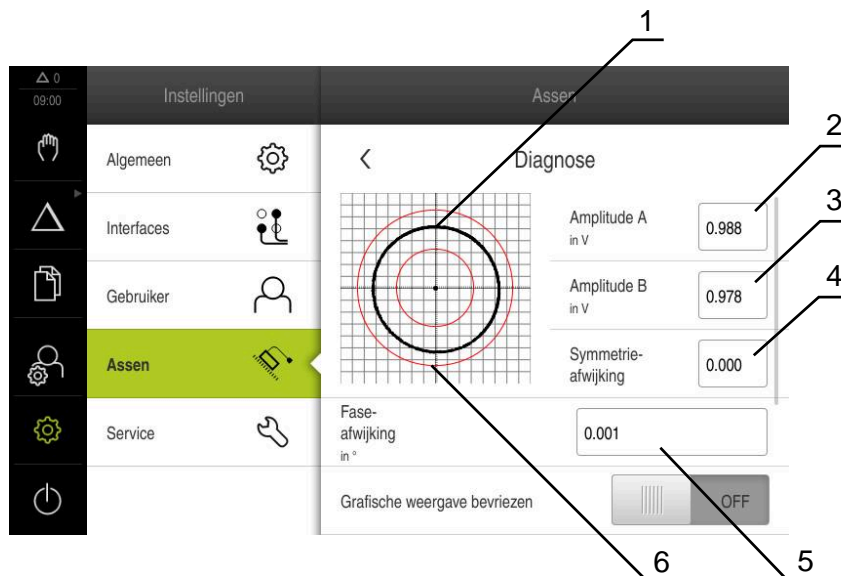 1
△ 0
09:00
Instellingen
Assen
Algemeen
Diagnose
2
Amplitude A
in V
0.988
Interfaces
3
Amplitude B
in V
0.978
Gebruiker
4
Symmetrie-
afwijking
0.000
Assen
Fase-
afwijking
in °
0.001
Service
Grafische weergave bevriezen
OFF
6
5